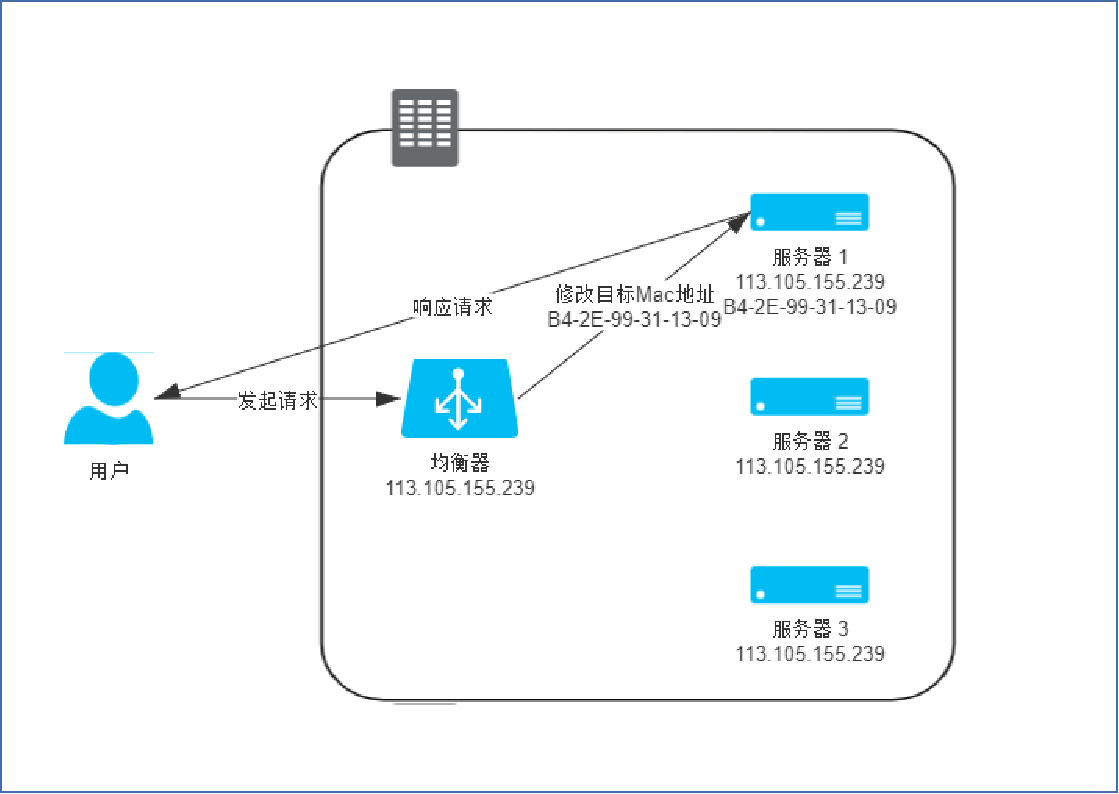 服务器 1
113.105.155.239
B4-2E-99-31-13-09
修改目标Mac地址
B4-2E-99-31-13-09
响应请求
发起请求
用户
均衡器
113.105.155.239
服务器 2
113.105.155.239
服务器 3
113.105.155.239